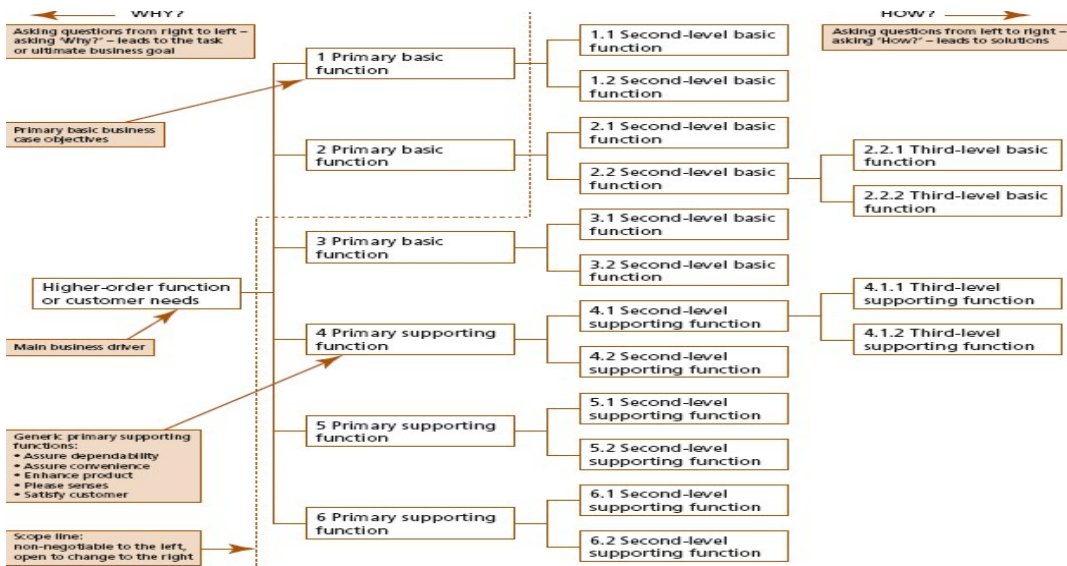 WHY?
HOW?
Asking questions from right to left –
asking ‘Why?’ – leads to the task
or ultimate business goal
Asking questions from left to right –
asking ‘How?’ – leads to solutions
1 Primary basic
function
1.1 Second-level basic
function
1.2 Second-level basic
function
Primary basic business
case objectives
2 Primary basic
function
2.1 Second-level basic
function
2.2 Second-level basic
function
2.2.1 Third-level basic
function
2.2.2 Third-level basic
function
3 Primary basic
function
3.1 Second-level basic
function
3.2 Second-level basic
function
Higher-order function
or customer needs
Main business driver
4 Primary supporting
function
4.1 Second-level
supporting function
4.2 Second-level
supporting function
4.1.1 Third-level
supporting function
4.1.2 Third-level
supporting function
Generic primary supporting
functions:
• Assure dependability
• Assure convenience
• Enhance product
• Please senses
• Satisfy customer
5 Primary supporting
function
5.1 Second-level
supporting function
5.2 Second-level
supporting function
6 Primary supporting
function
6.1 Second-level
supporting function
6.2 Second-level
supporting function
Scope line:
non-negotiable to the left,
open to change to the right